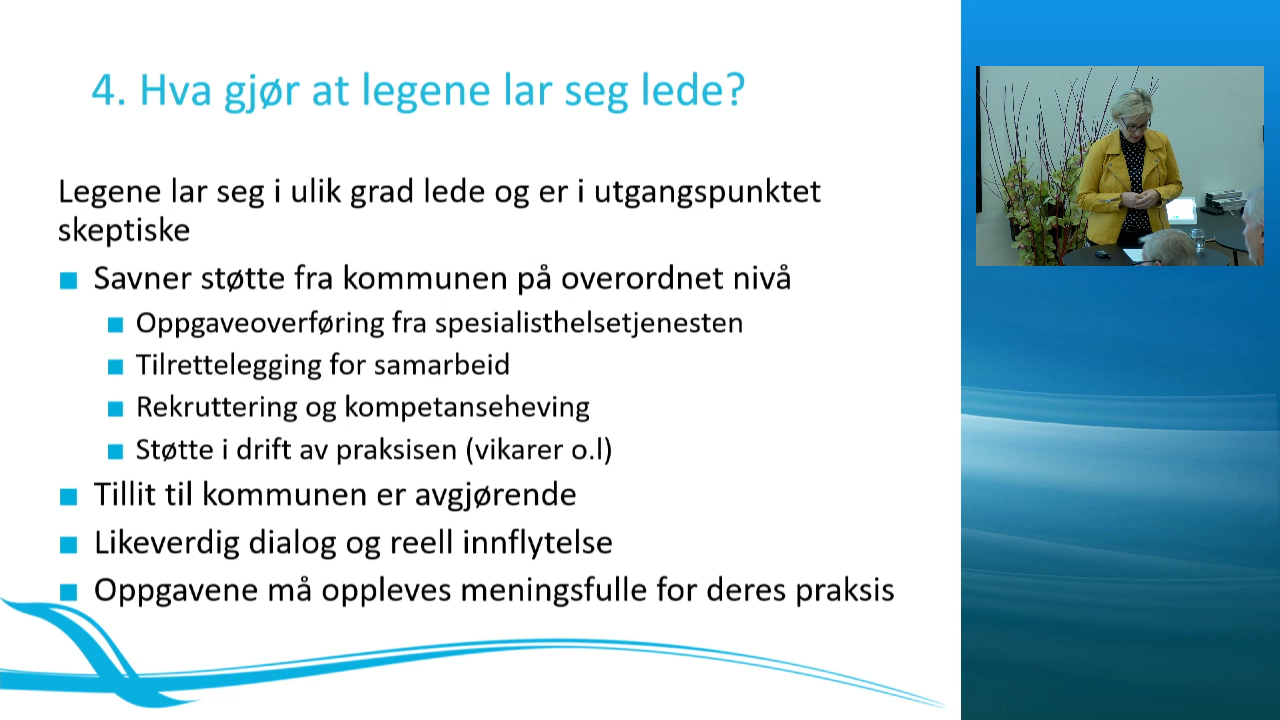 4. Hva gjør at legene lar seg lede?
Legene lar seg i ulik grad lede og er i utgangspunktet
skeptiske
Savner støtte fra kommunen på overordnet nivå
Oppgaveoverføring fra spesialisthelsetjenesten
Tilrettelegging for samarbeid
Rekruttering og kompetanseheving
Støtte i drift av praksisen (vikarer o.l)
Tillit til kommunen er avgjørende
Likeverdig dialog og reell innflytelse
Oppgavene må oppleves meningsfulle for deres praksis